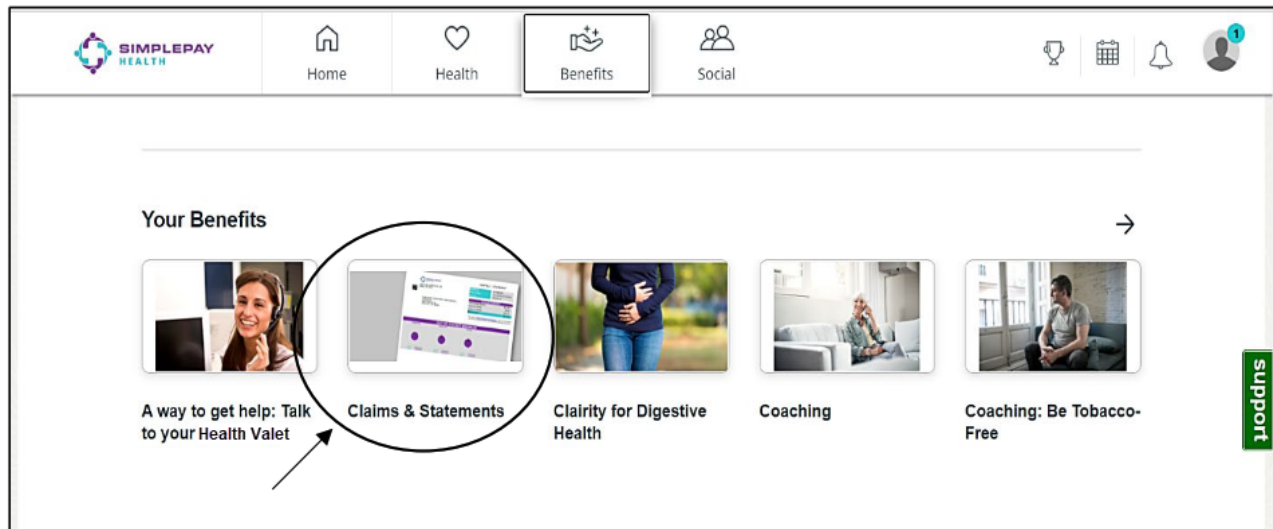 SIMPLEPAY
HEALTH
Home
Health
Benefits
Social
1
Your Benefits
A way to get help: Talk
to your Health Valet
Claims & Statements
Clairity for Digestive
Health
Coaching
Coaching: Be Tobacco-
Free
support